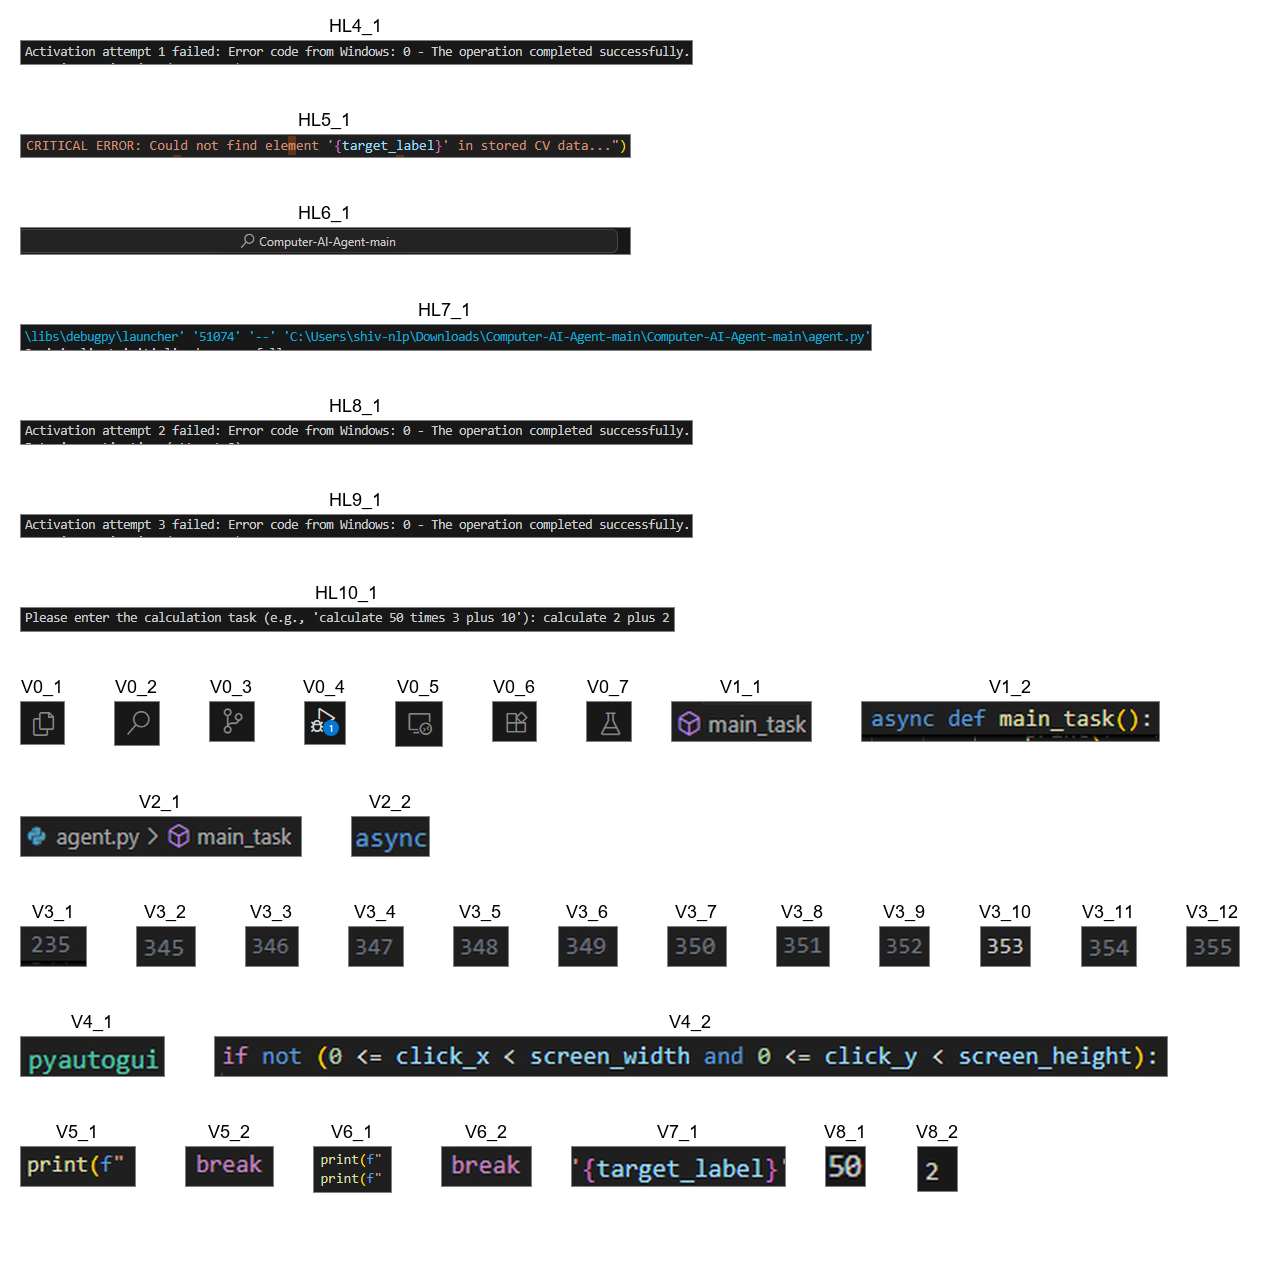 HL4_1
Activation attempt 1 failed: Error code from Windows: 0 - The operation completed successfully.
HL5_1
CRITICAL ERROR: Could not find element '{target_label}' in stored CV data...")
HL6_1
Computer-AI-Agent-main
HL7_1
\libs\debugpy\launcher' '51074' '--' 'C:\Users\shiv-nlp\Downloads\Computer-AI-Agent-main\Computer-AI-Agent-main\agent.py'
HL8_1
Activation attempt 2 failed: Error code from Windows: 0 - The operation completed successfully.
HL9_1
Activation attempt 3 failed: Error code from Windows: 0 - The operation completed successfully.
HL10_1
Please enter the calculation task (e.g., 'calculate 50 times 3 plus 10'): calculate 2 plus 2
V0_1 V0_2 V0_3 V0_4 V0_5 V0_6 V0_7 V1_1 V1_2
1 main_task async def main_task():
V2_1 V2_2
agent.py > main_task async
V3_1 V3_2 V3_3 V3_4 V3_5 V3_6 V3_7 V3_8 V3_9 V3_10 V3_11 V3_12
235 345 346 347 348 349 350 351 352 353 354 355
V4_1 V4_2
pyautogui if not (0 <= click_x < screen_width and 0 <= click_y < screen_height):
V5_1 V5_2 V6_1 V6_2 V7_1 V8_1 V8_2
print(f" break print(f" break '{target_label}' 50 2
print(f"